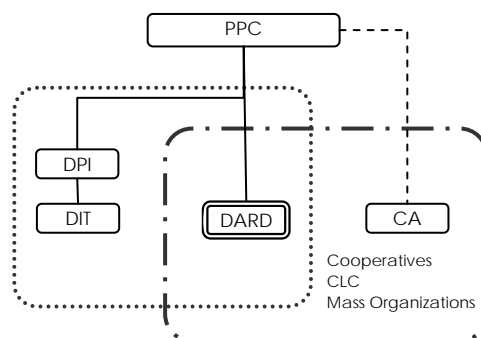 PPC
DPI
DIT
DARD
CA
Cooperatives
CLC
Mass Organizations